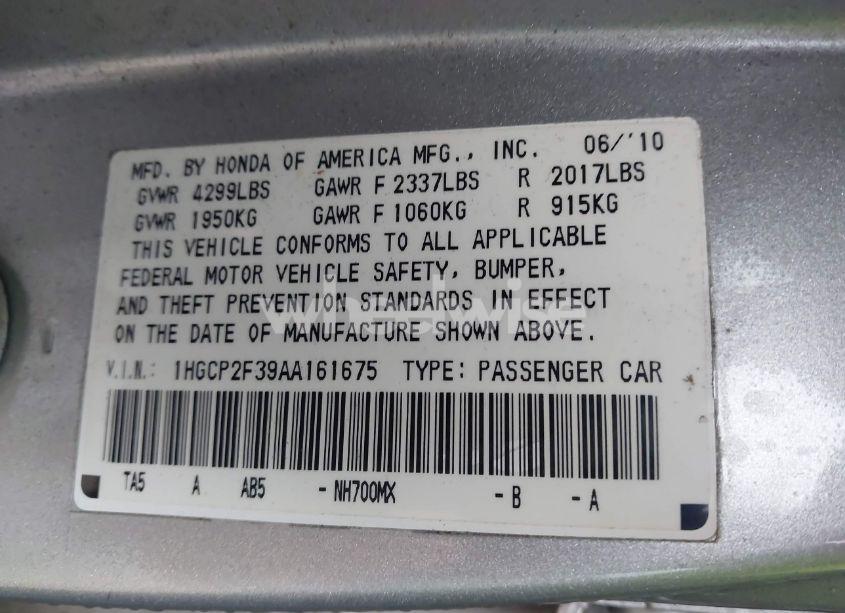 MFD. BY HONDA OF AMERICA MFG., INC. 06/'10
GVWR 4299LBS GAWR F 2337LBS R 2017LBS
GVWR 1950KG GAWR F 1060KG R 915KG
THIS VEHICLE CONFORMS TO ALL APPLICABLE
FEDERAL MOTOR VEHICLE SAFETY, BUMPER,
AND THEFT PREVENTION STANDARDS IN EFFECT
ON THE DATE OF MANUFACTURE SHOWN ABOVE.
V.I.N.: 1HGCP2F39AA161675 TYPE: PASSENGER CAR
TA5 A AB5 - NH700MX - B - A
wheelwise